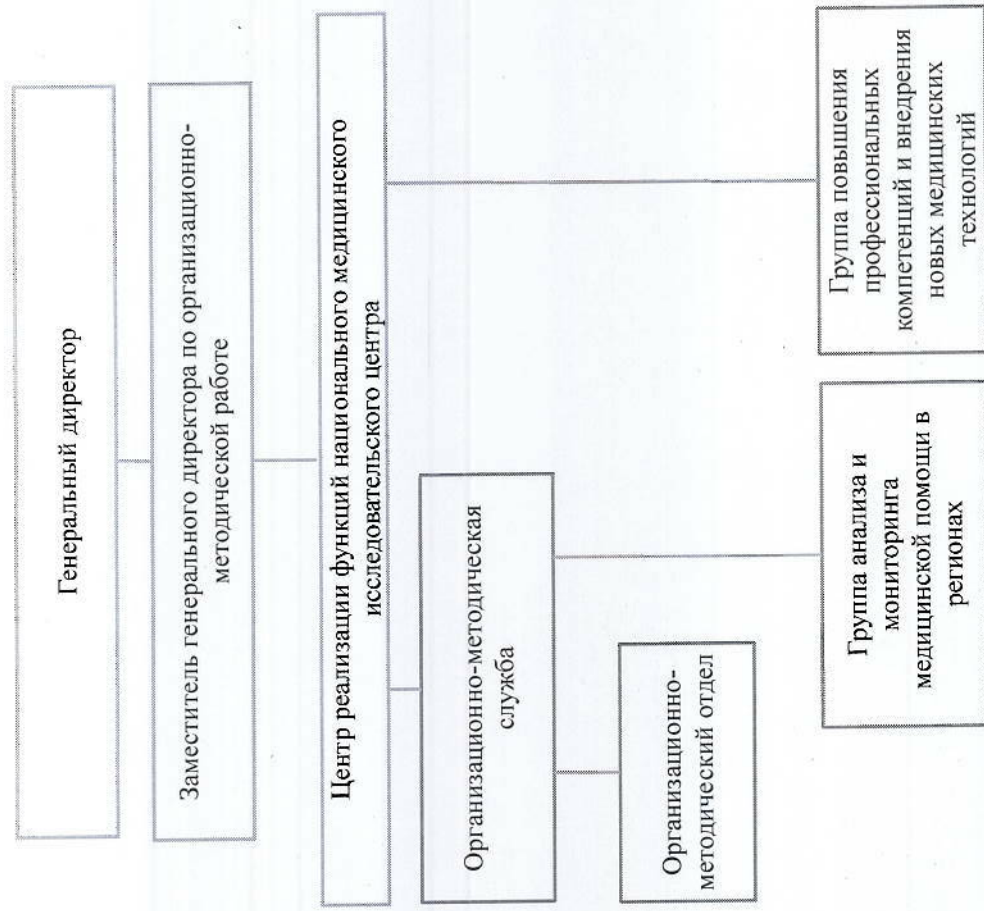 Генеральный директор
Заместитель генерального директора по организационно-
методической работе
Центр реализации функций национального медицинского
исследовательского центра
Организационно-методическая
служба
Организационно-
методический отдел
Группа анализа и
мониторинга
медицинской помощи в
регионах
Группа повышения
профессиональных
компетенций и внедрения
новых медицинских
технологий